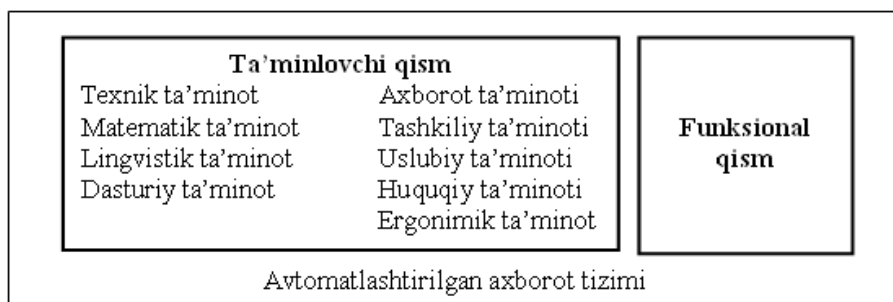 Ta’minlovchi qism
Texnik ta’minot
Matematik ta’minot
Lingvistik ta’minot
Dasturiy ta’minot
Axborot ta’minoti
Tashkiliy ta’minoti
Uslubiy ta’minoti
Huquqiy ta’minoti
Ergonimik ta’minot
Funksional
qism
Avtomatlashtirilgan axborot tizimi